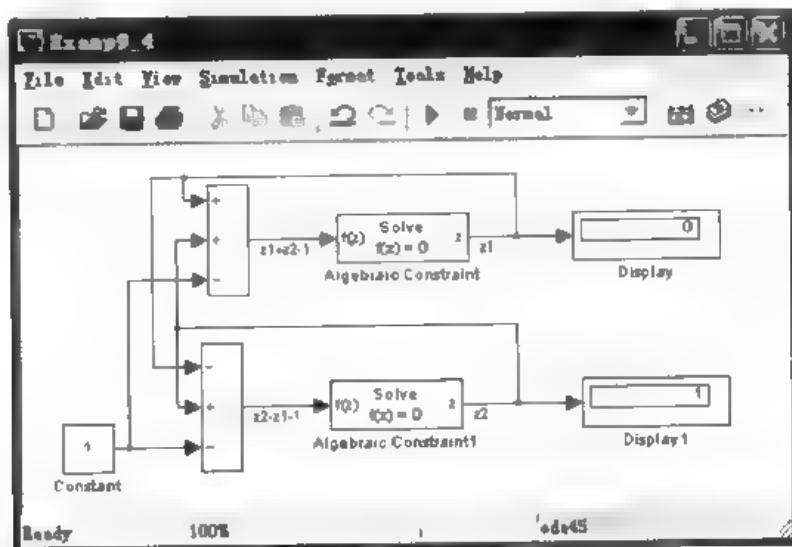 Examp9_4
File Edit View Simulation Format Tools Help
Normal
+
+
−
z1+z2-1
f(z) Solve f(z) = 0 z
z1
0
Algebraic Constraint
Display
−
+
−
z2-z1-1
f(z) Solve f(z) = 0 z
z2
1
Algebraic Constraint1
Display1
1
Constant
Ready 100% ode45